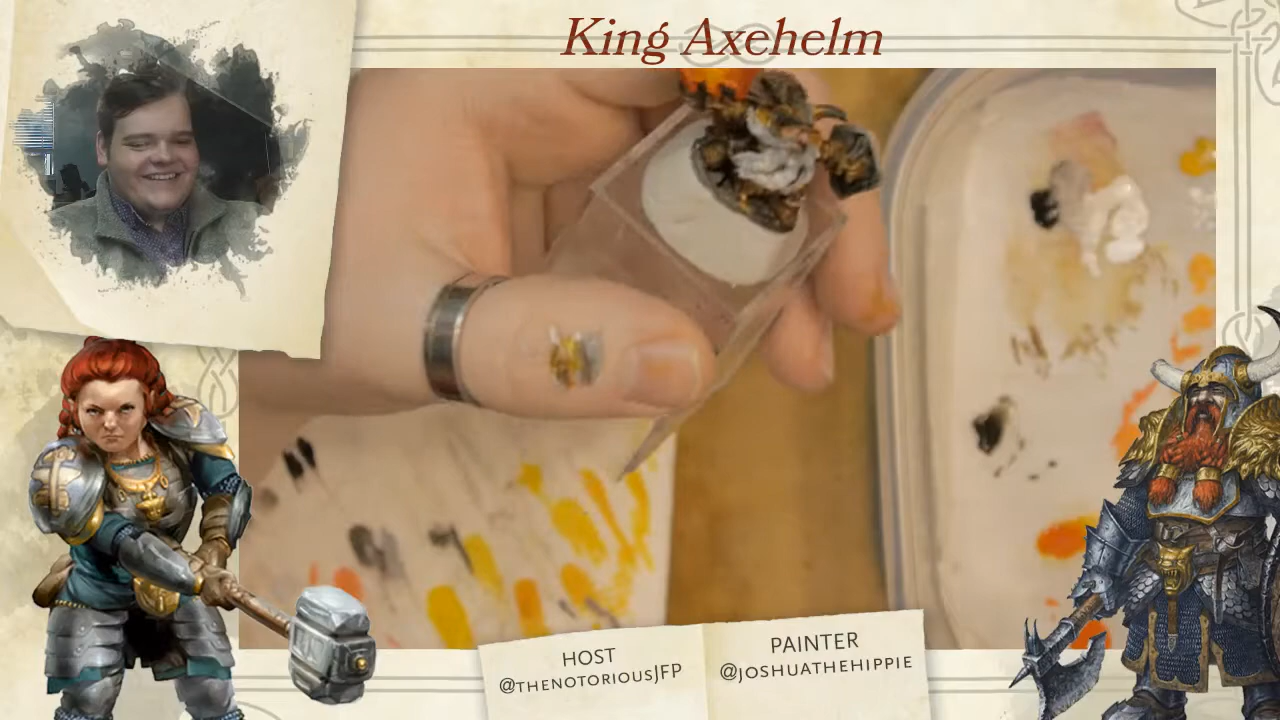 King Axehelm
HOST
@THENOTORIOUSJFP
PAINTER
@JOSHUATHEHIPPIE